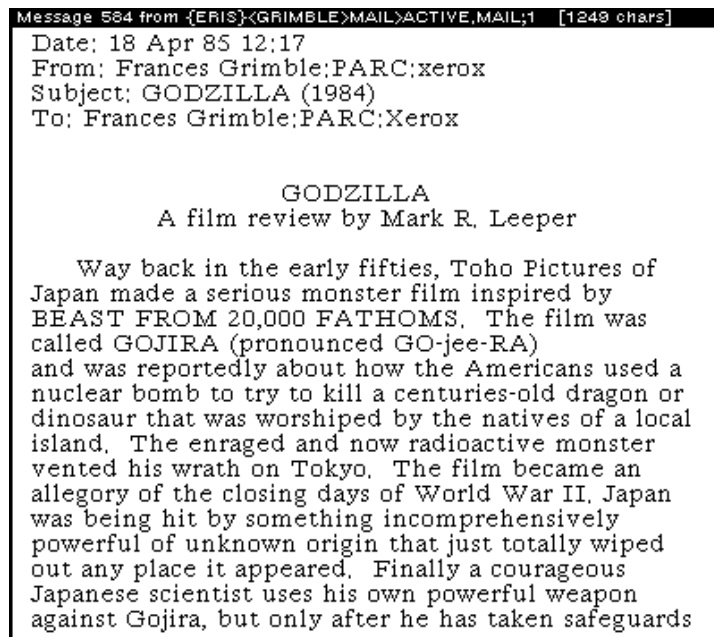 Message 584 from {ERIS}<GRIMBLE>MAIL>ACTIVE.MAIL;1 [1249 chars]
Date: 18 Apr 85 12:17
From: Frances Grimble:PARC:xerox
Subject: GODZILLA (1984)
To: Frances Grimble:PARC:Xerox
GODZILLA
A film review by Mark R. Leeper
Way back in the early fifties, Toho Pictures of
Japan made a serious monster film inspired by
BEAST FROM 20,000 FATHOMS. The film was
called GOJIRA (pronounced GO-jee-RA)
and was reportedly about how the Americans used a
nuclear bomb to try to kill a centuries-old dragon or
dinosaur that was worshiped by the natives of a local
island. The enraged and now radioactive monster
vented his wrath on Tokyo. The film became an
allegory of the closing days of World War II. Japan
was being hit by something incomprehensively
powerful of unknown origin that just totally wiped
out any place it appeared. Finally a courageous
Japanese scientist uses his own powerful weapon
against Gojira, but only after he has taken safeguards